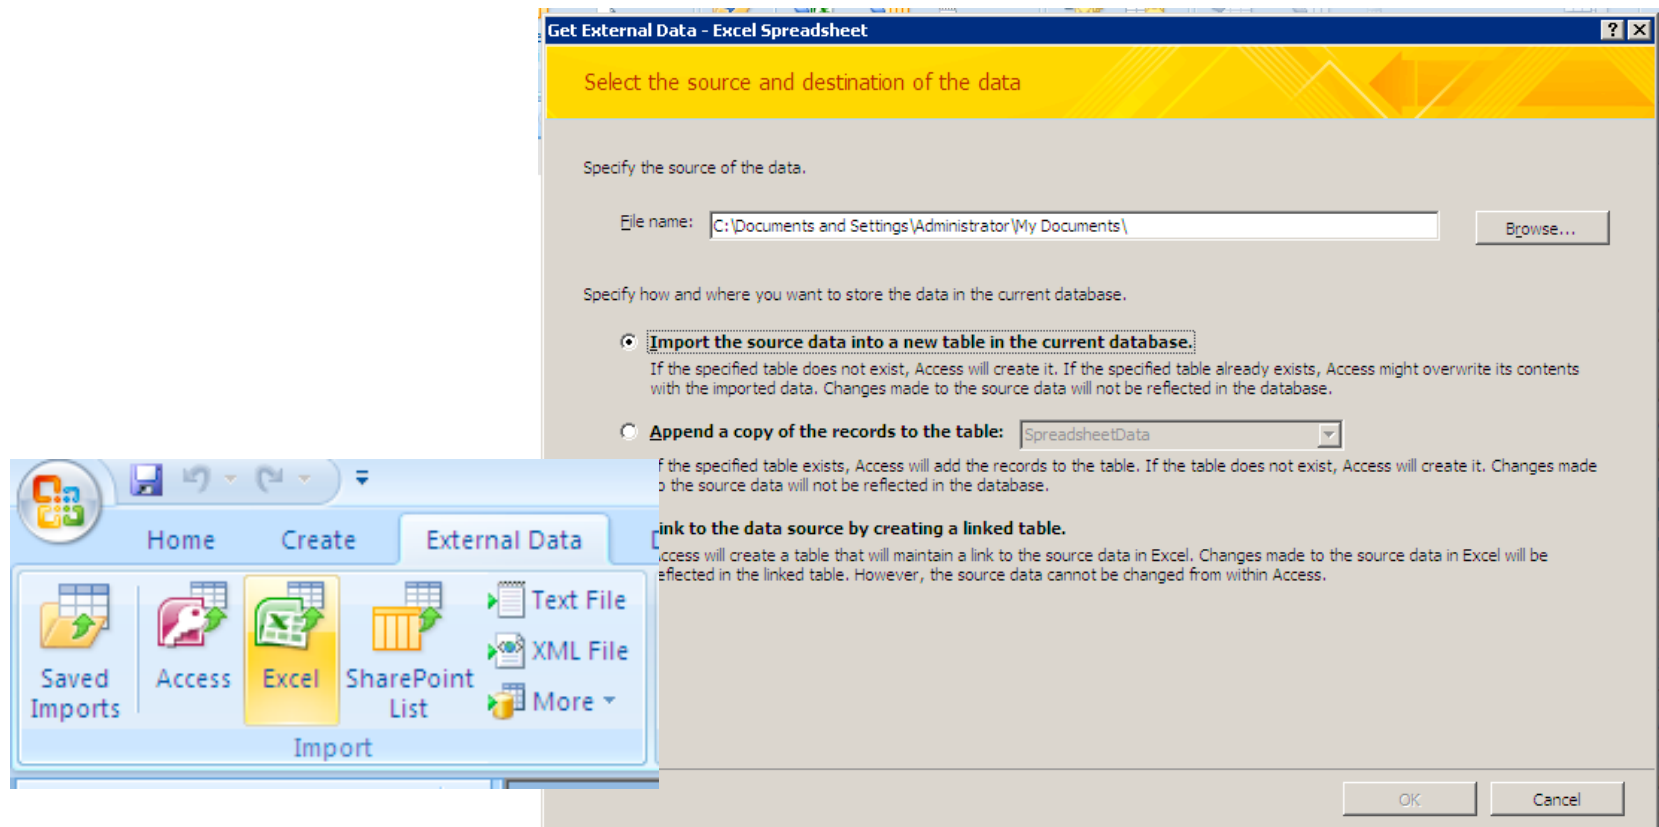 Get External Data - Excel Spreadsheet
Select the source and destination of the data
Specify the source of the data.
File name: C:\Documents and Settings\Administrator\My Documents\ Browse...
Specify how and where you want to store the data in the current database.
Import the source data into a new table in the current database.
If the specified table does not exist, Access will create it. If the specified table already exists, Access might overwrite its contents
with the imported data. Changes made to the source data will not be reflected in the database.
Append a copy of the records to the table: SpreadsheetData
f the specified table exists, Access will add the records to the table. If the table does not exist, Access will create it. Changes made
o the source data will not be reflected in the database.
ink to the data source by creating a linked table.
ccess will create a table that will maintain a link to the source data in Excel. Changes made to the source data in Excel will be
eflected in the linked table. However, the source data cannot be changed from within Access.
OK Cancel
Home Create External Data
Saved
Imports
Access
Excel
SharePoint
List
Text File
XML File
More
Import